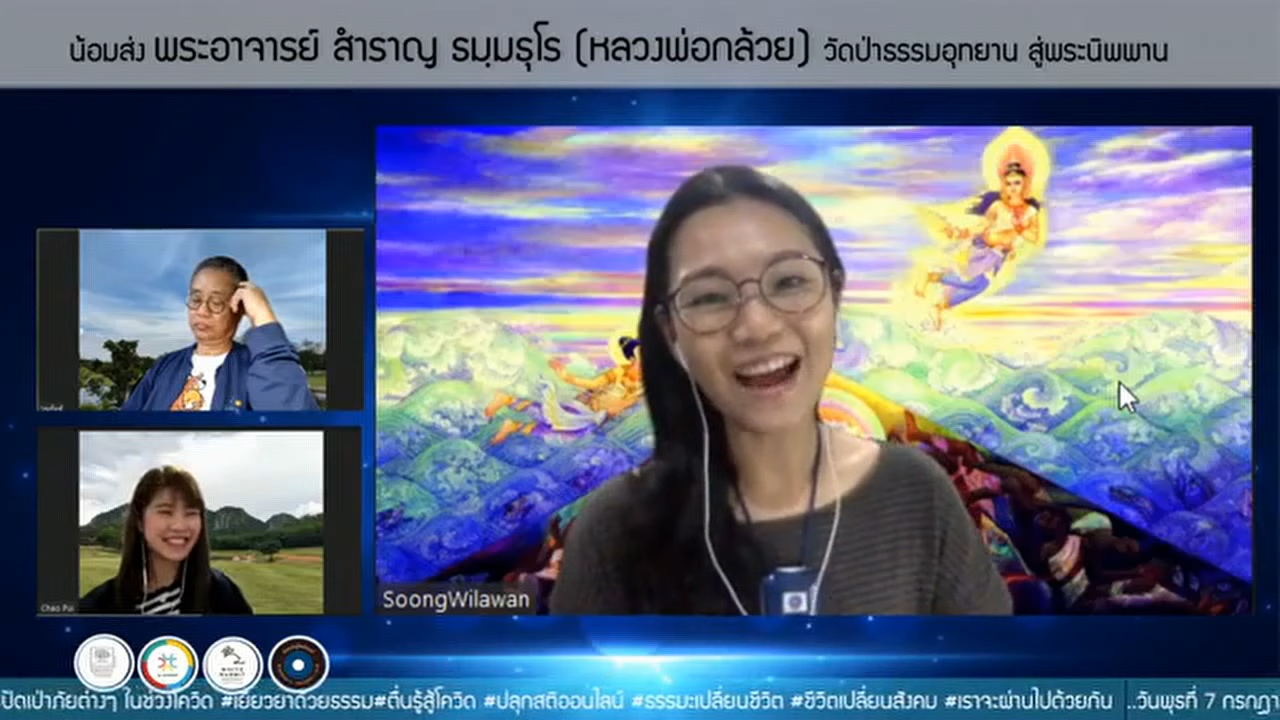 น้อมส่ง พระอาจารย์ สำราญ ธมฺมธุโร (หลวงพ่อกล้วย) วัดป่าธรรมอุทยาน สู่พระนิพพาน
SoongWilawan
Chao Pui
WHITE RABBIT
ปัดเป่าภัยต่างๆ ในช่วงโควิด #เยียวยาด้วยธรรม#ตื่นรู้สู้โควิด #ปลุกสติออนไลน์ #ธรรมะเปลี่ยนชีวิต #ชีวิตเปลี่ยนสังคม #เราจะผ่านไปด้วยกัน ..วันพุธที่ 7 กรกฎา